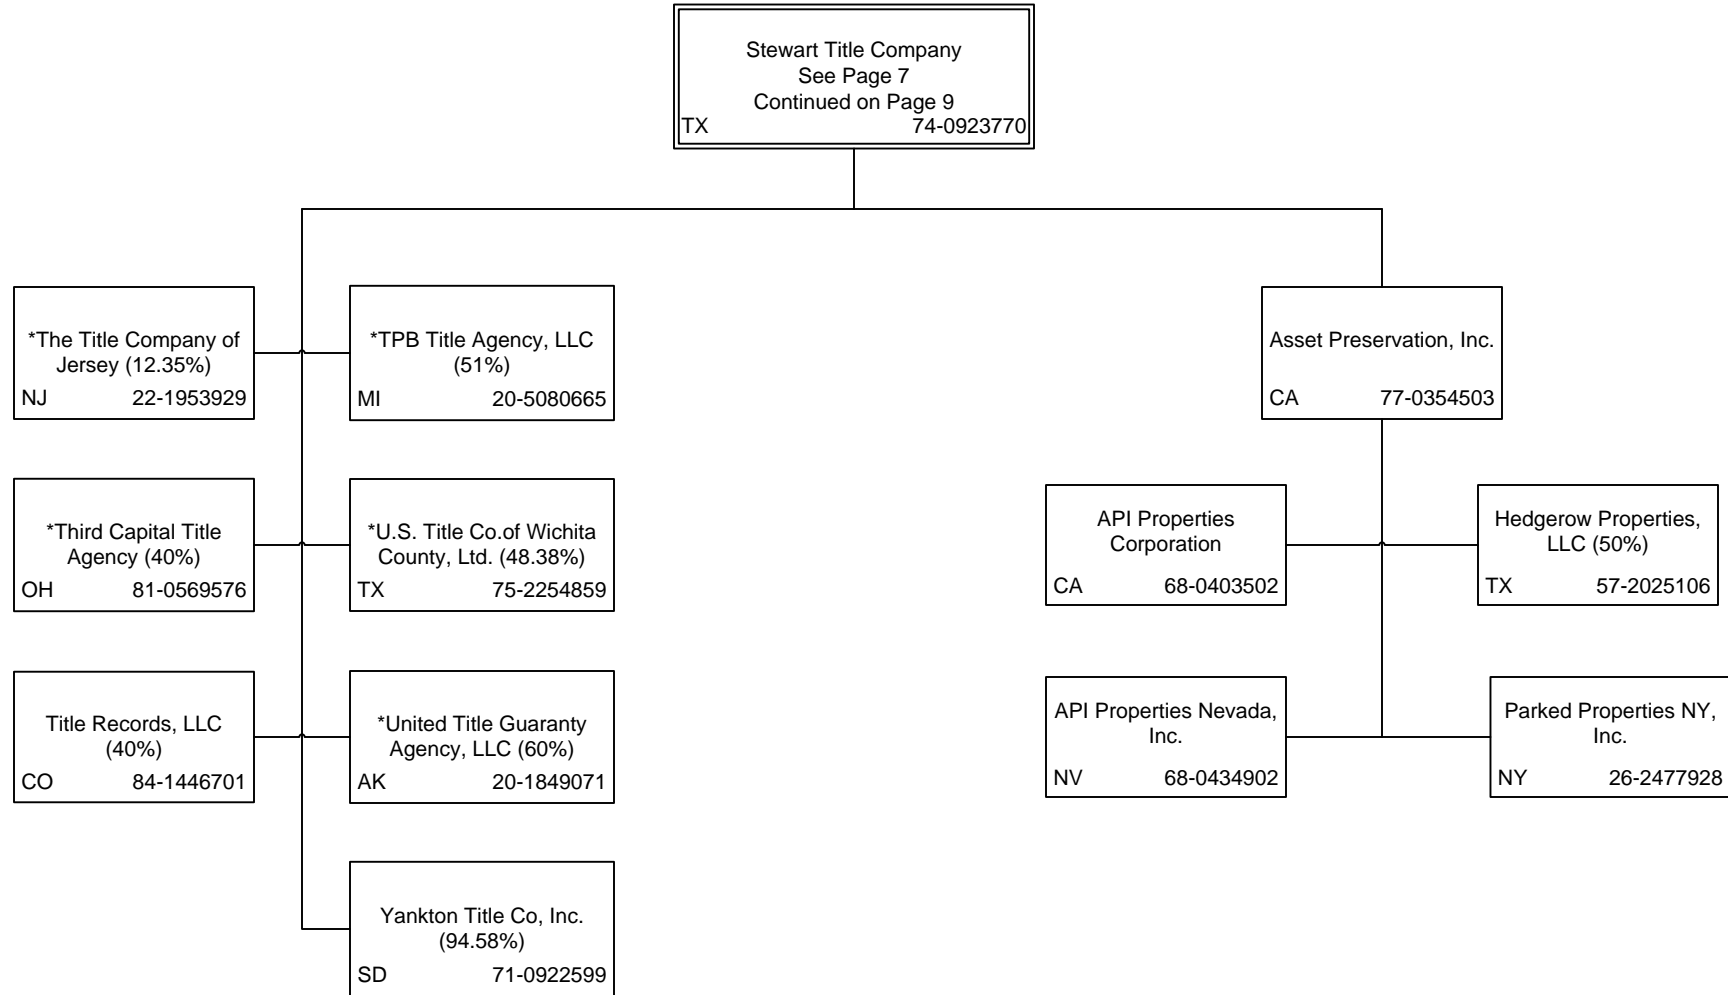 Stewart Title Company
See Page 7
Continued on Page 9
TX 74-0923770
*The Title Company of
Jersey (12.35%)
NJ 22-1953929
*TPB Title Agency, LLC
(51%)
MI 20-5080665
Asset Preservation, Inc.
CA 77-0354503
*Third Capital Title
Agency (40%)
OH 81-0569576
*U.S. Title Co.of Wichita
County, Ltd. (48.38%)
TX 75-2254859
API Properties
Corporation
CA 68-0403502
Hedgerow Properties,
LLC (50%)
TX 57-2025106
Title Records, LLC
(40%)
CO 84-1446701
*United Title Guaranty
Agency, LLC (60%)
AK 20-1849071
API Properties Nevada,
Inc.
NV 68-0434902
Parked Properties NY,
Inc.
NY 26-2477928
Yankton Title Co, Inc.
(94.58%)
SD 71-0922599